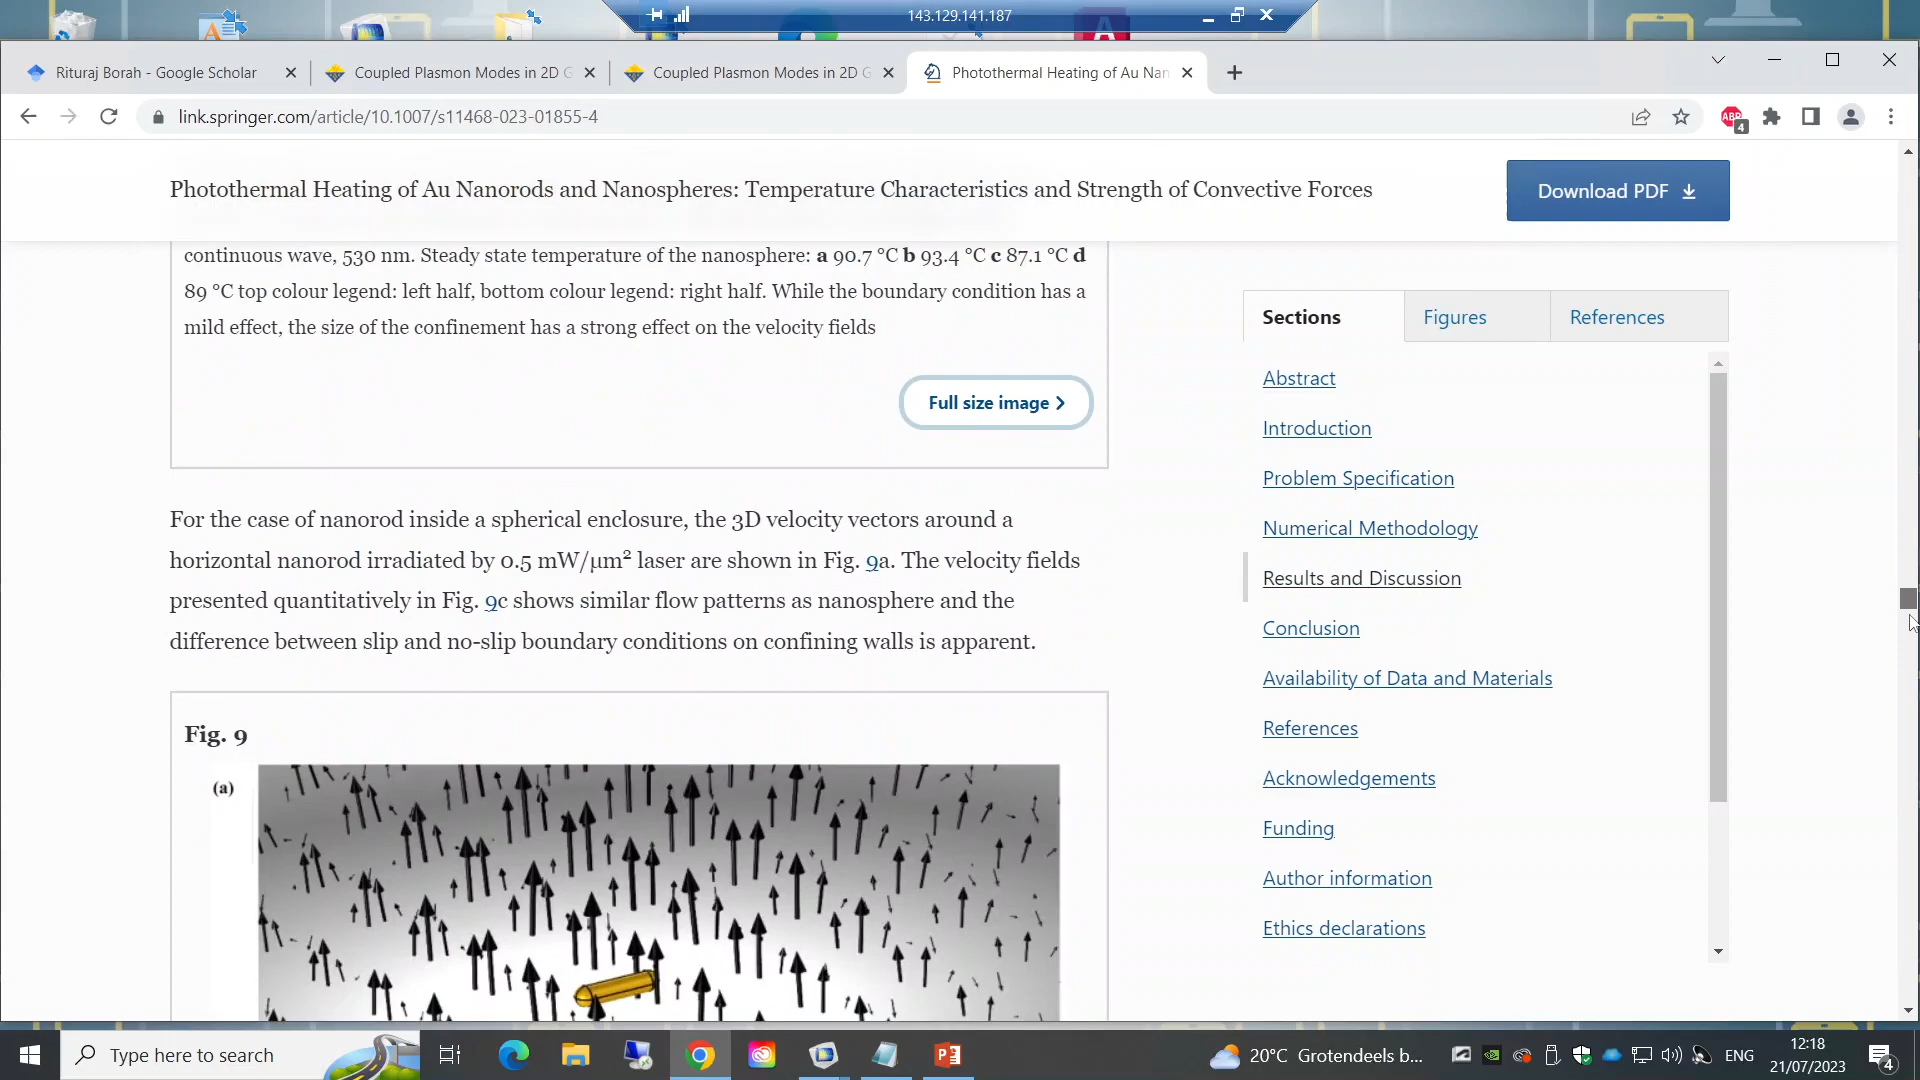 143.129.141.187
Rituraj Borah - Google Scholar
Coupled Plasmon Modes in 2D G
Coupled Plasmon Modes in 2D G
Photothermal Heating of Au Nan
link.springer.com/article/10.1007/s11468-023-01855-4
ABP
4
Photothermal Heating of Au Nanorods and Nanospheres: Temperature Characteristics and Strength of Convective Forces
Download PDF
continuous wave, 530 nm. Steady state temperature of the nanosphere: a 90.7 °C b 93.4 °C c 87.1 °C d
89 °C top colour legend: left half, bottom colour legend: right half. While the boundary condition has a
mild effect, the size of the confinement has a strong effect on the velocity fields
Full size image
For the case of nanorod inside a spherical enclosure, the 3D velocity vectors around a
horizontal nanorod irradiated by 0.5 mW/μm² laser are shown in Fig. 9a. The velocity fields
presented quantitatively in Fig. 9c shows similar flow patterns as nanosphere and the
difference between slip and no-slip boundary conditions on confining walls is apparent.
Fig. 9
(a)
Sections
Figures
References
Abstract
Introduction
Problem Specification
Numerical Methodology
Results and Discussion
Conclusion
Availability of Data and Materials
References
Acknowledgements
Funding
Author information
Ethics declarations
Type here to search
20°C Grotendeels b...
ENG
12:18
21/07/2023
4